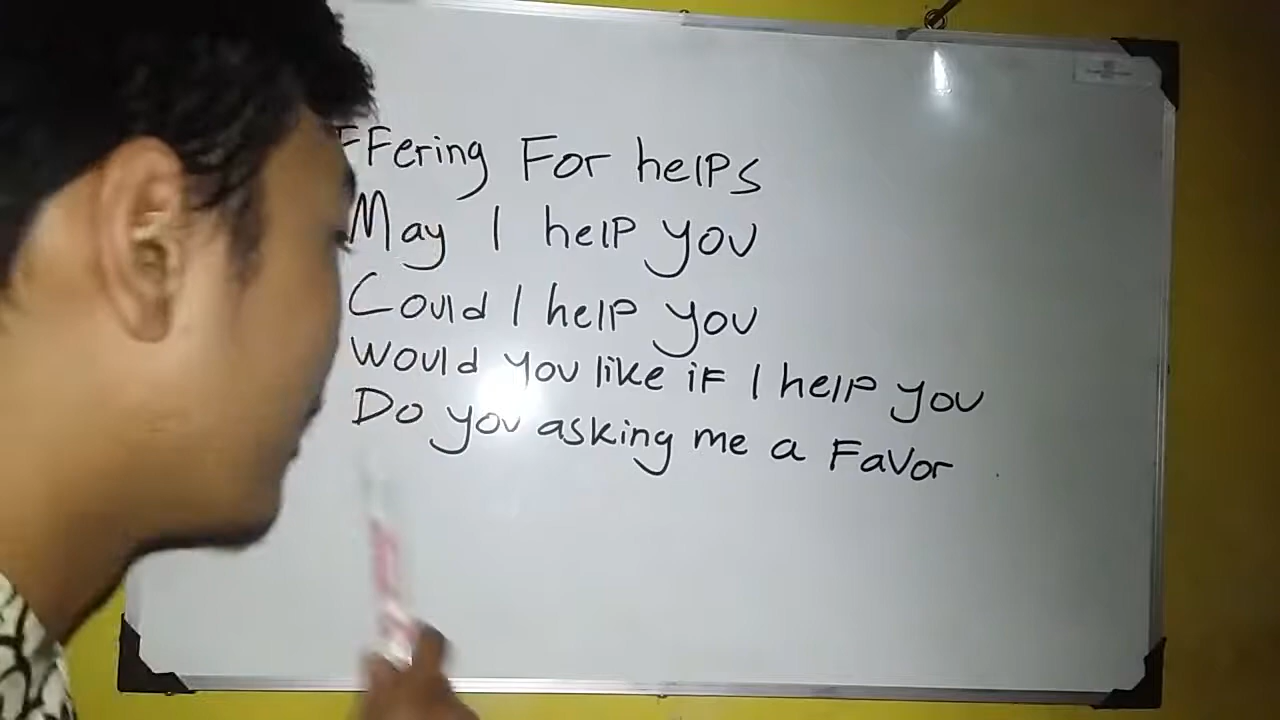 FFering For helps
May I help you
Could I help you
Would you like if I help you
Do you asking me a Favor